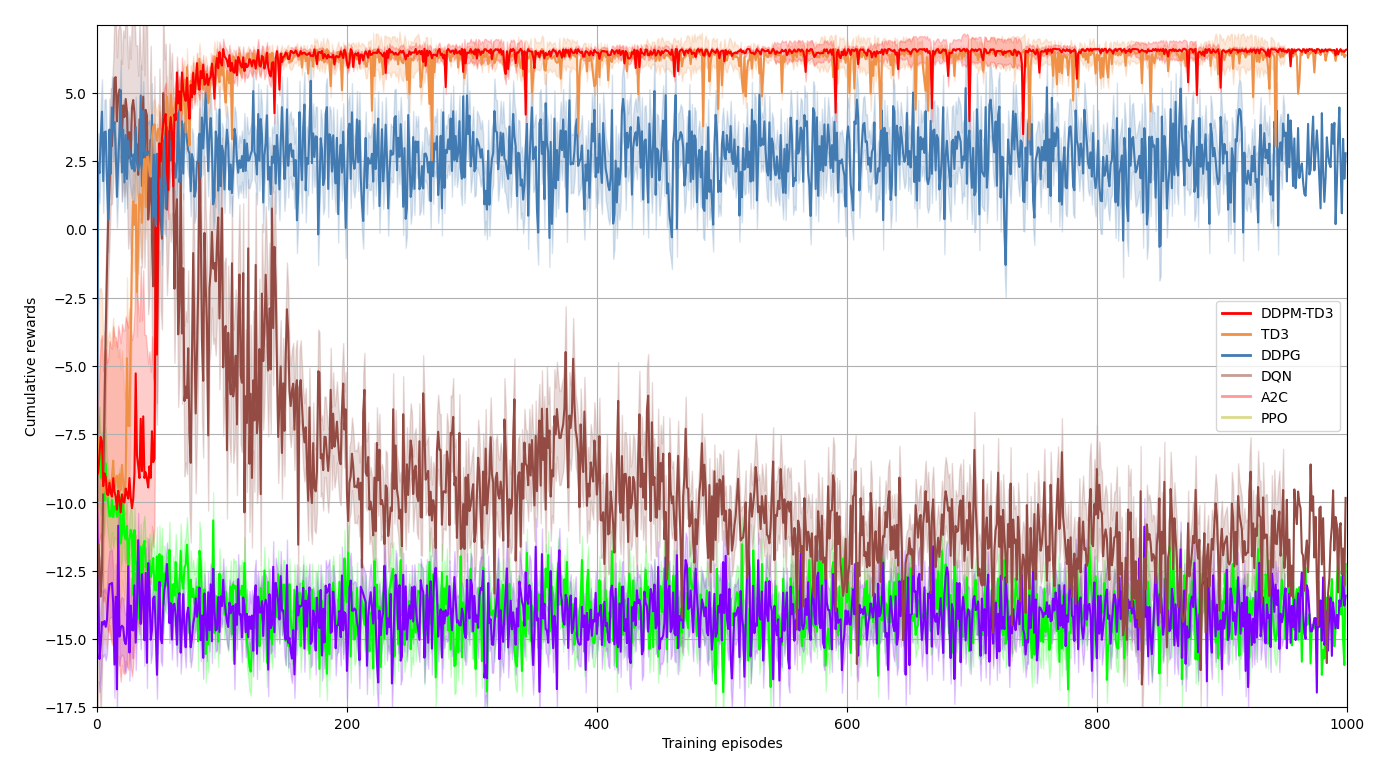 5.0
2.5
0.0
−2.5
−5.0
−7.5
−10.0
−12.5
−15.0
−17.5
Cumulative rewards
0
200
400
600
800
1000
Training episodes
DDPM-TD3
TD3
DDPG
DQN
A2C
PPO